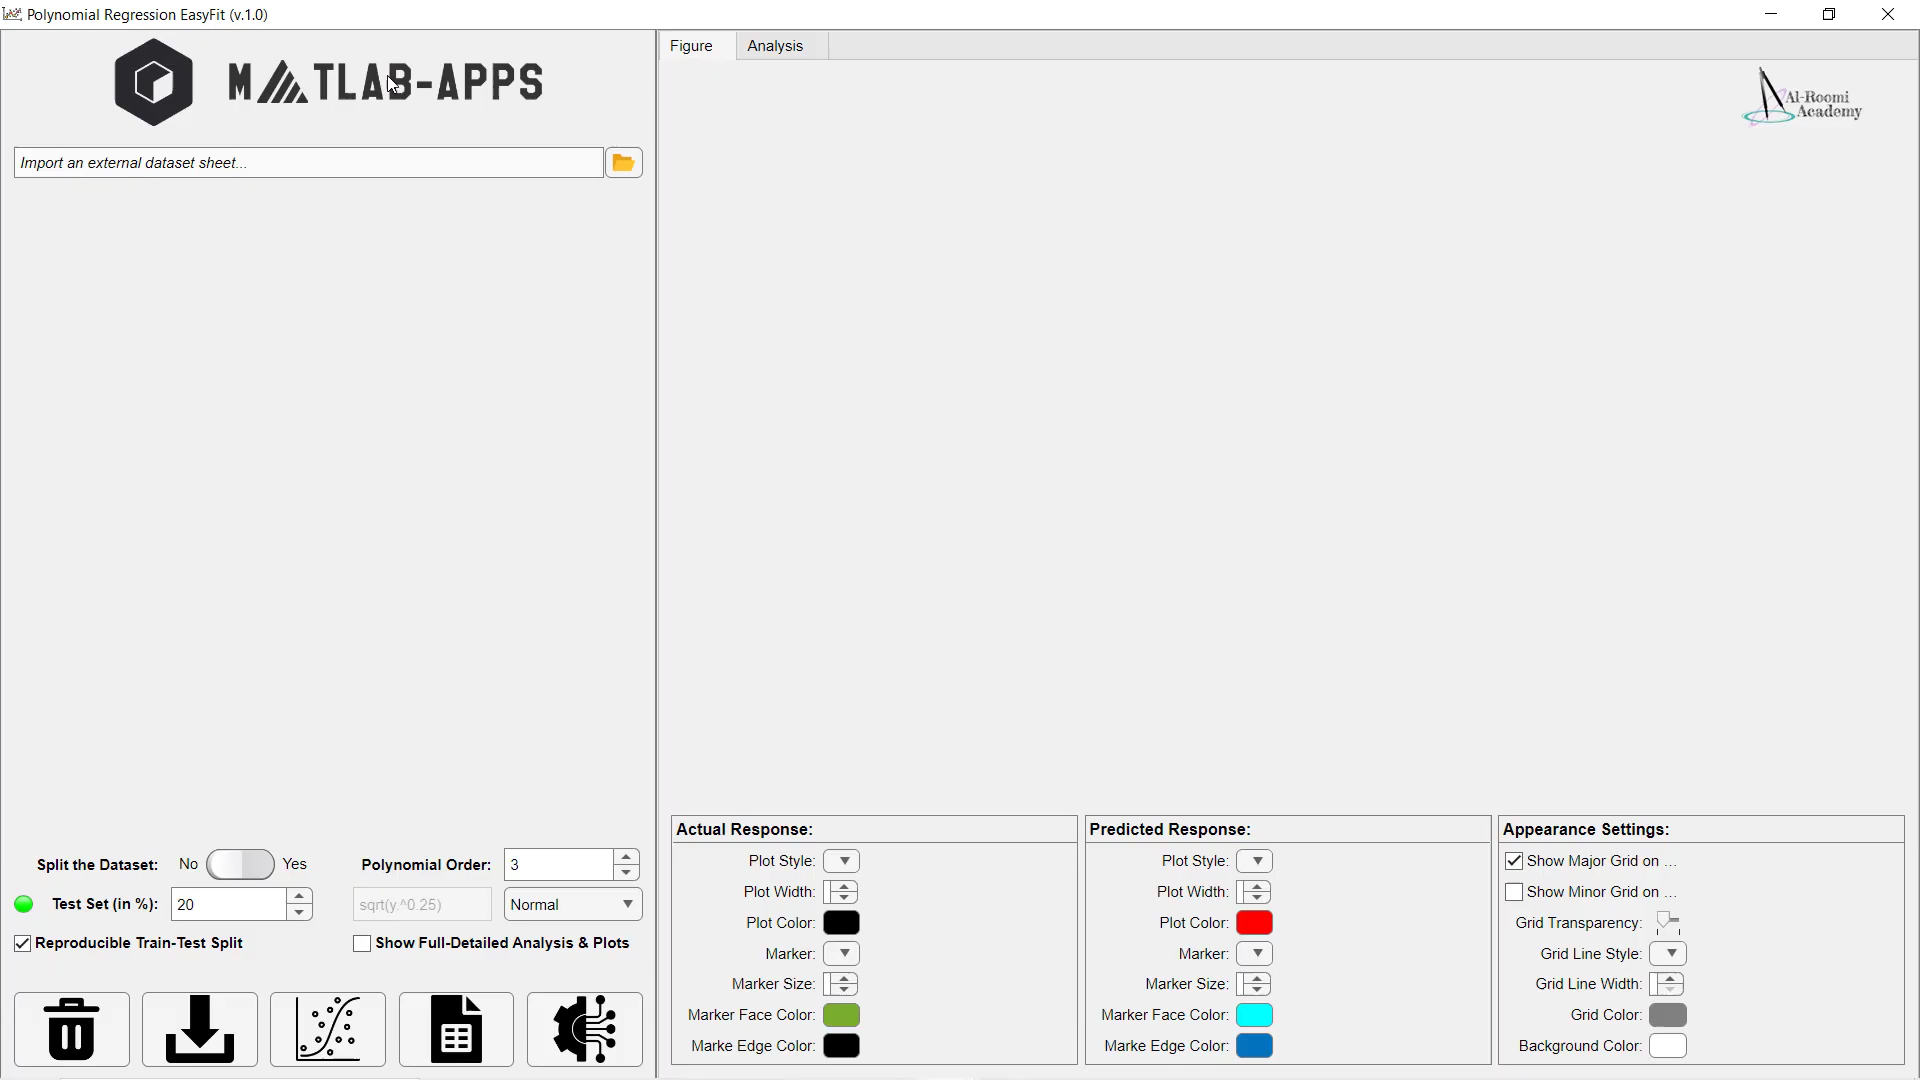 Polynomial Regression EasyFit (v.1.0)
MATLAB-APPS
Import an external dataset sheet...
Split the Dataset: No Yes
Polynomial Order: 3
Test Set (in %): 20
sqrt(y.^0.25) Normal
Reproducible Train-Test Split
Show Full-Detailed Analysis & Plots
Figure Analysis
Al-Roomi
Academy
Actual Response:
Plot Style:
Plot Width:
Plot Color:
Marker:
Marker Size:
Marker Face Color:
Marke Edge Color:
Predicted Response:
Plot Style:
Plot Width:
Plot Color:
Marker:
Marker Size:
Marker Face Color:
Marke Edge Color:
Appearance Settings:
Show Major Grid on ...
Show Minor Grid on ...
Grid Transparency:
Grid Line Style:
Grid Line Width:
Grid Color:
Background Color: